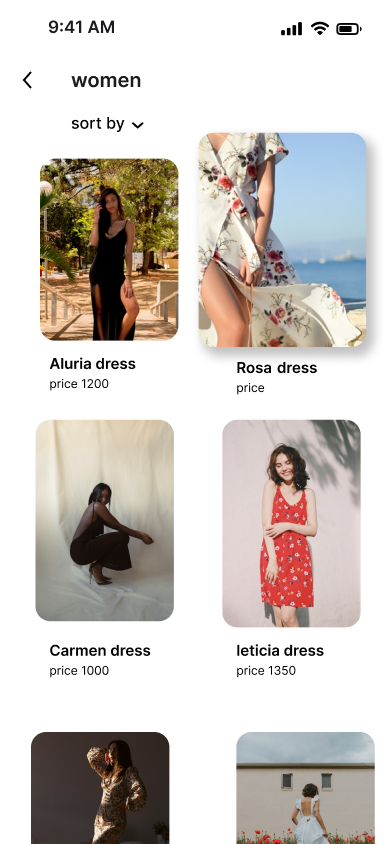 9:41 AM
women
sort by
Aluria dress
price 1200
Rosa dress
price
Carmen dress
price 1000
leticia dress
price 1350